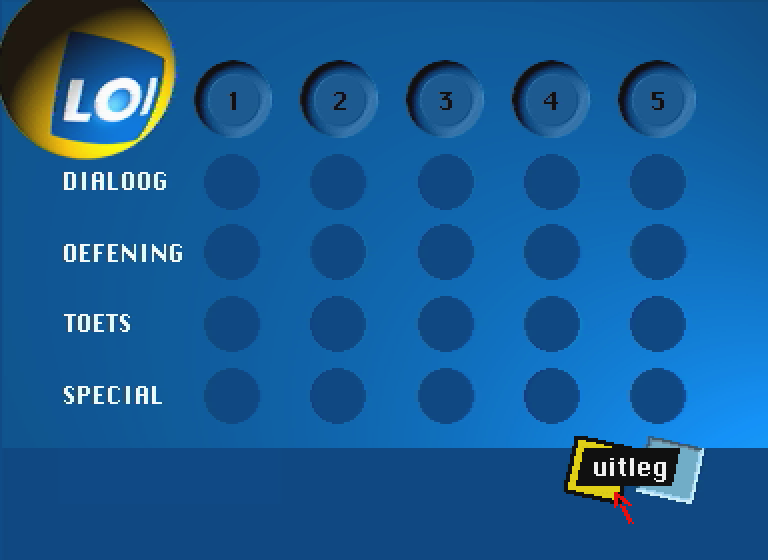 LOI
1 2 3 4 5
DIALOOG
OEFENING
TOETS
SPECIAL
uitleg